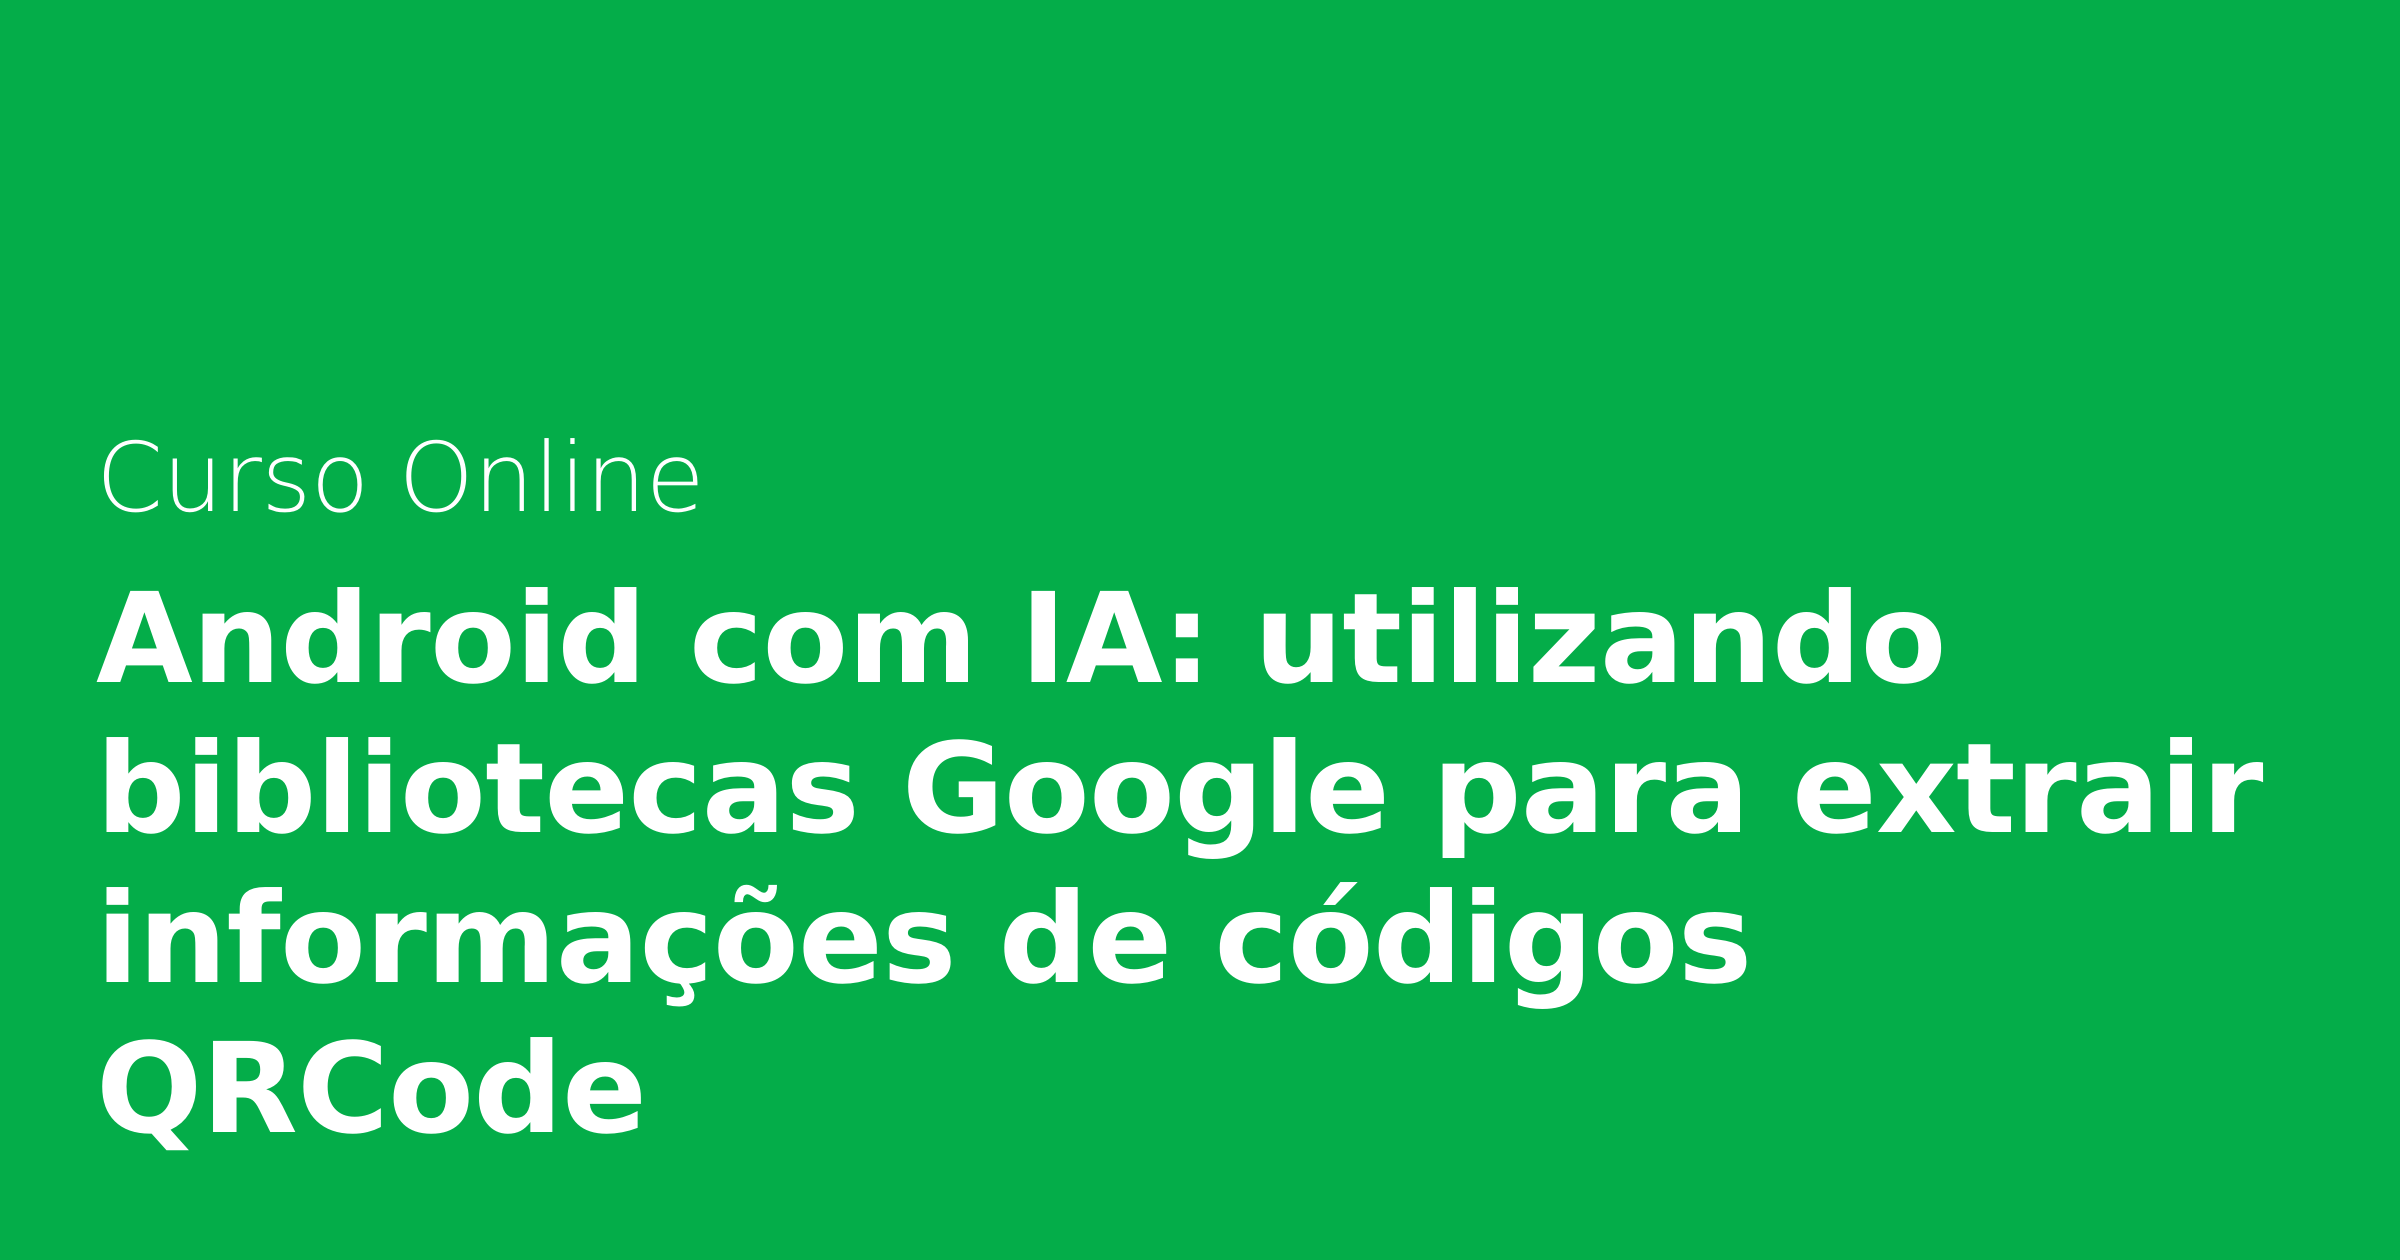 Curso Online
Android com IA: utilizando
bibliotecas Google para extrair
informações de códigos
QRCode